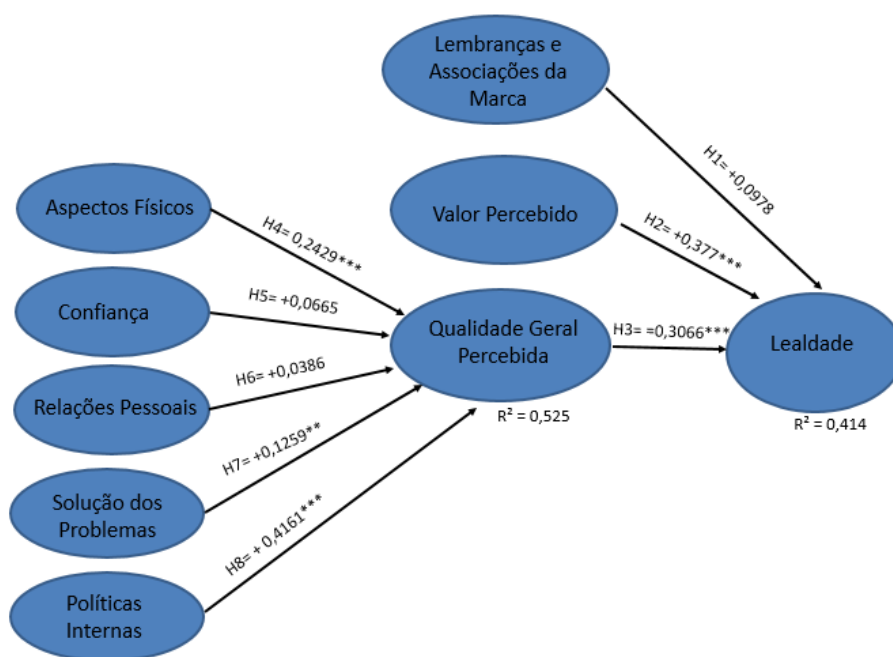 Lembranças e
Associações da
Marca
H1= +0,0978
Aspectos Físicos
H4= 0,2429***
Valor Percebido
H2= +0,377***
Confiança
H5= +0,0665
Qualidade Geral
Percebida
R² = 0,525
H3= =0,3066***
Lealdade
R² = 0,414
Relações Pessoais
H6= +0,0386
Solução dos
Problemas
H7= +0,1259**
Políticas
Internas
H8= + 0,4161***